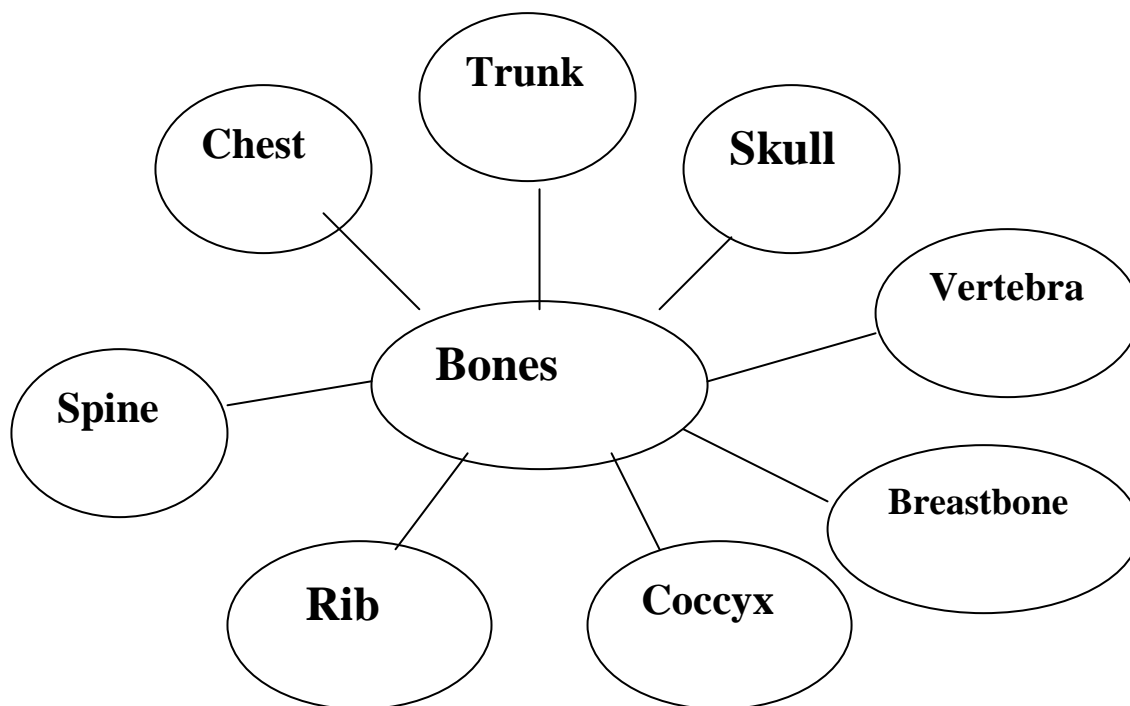 Trunk
Chest
Skull
Vertebra
Bones
Spine
Breastbone
Rib
Coccyx